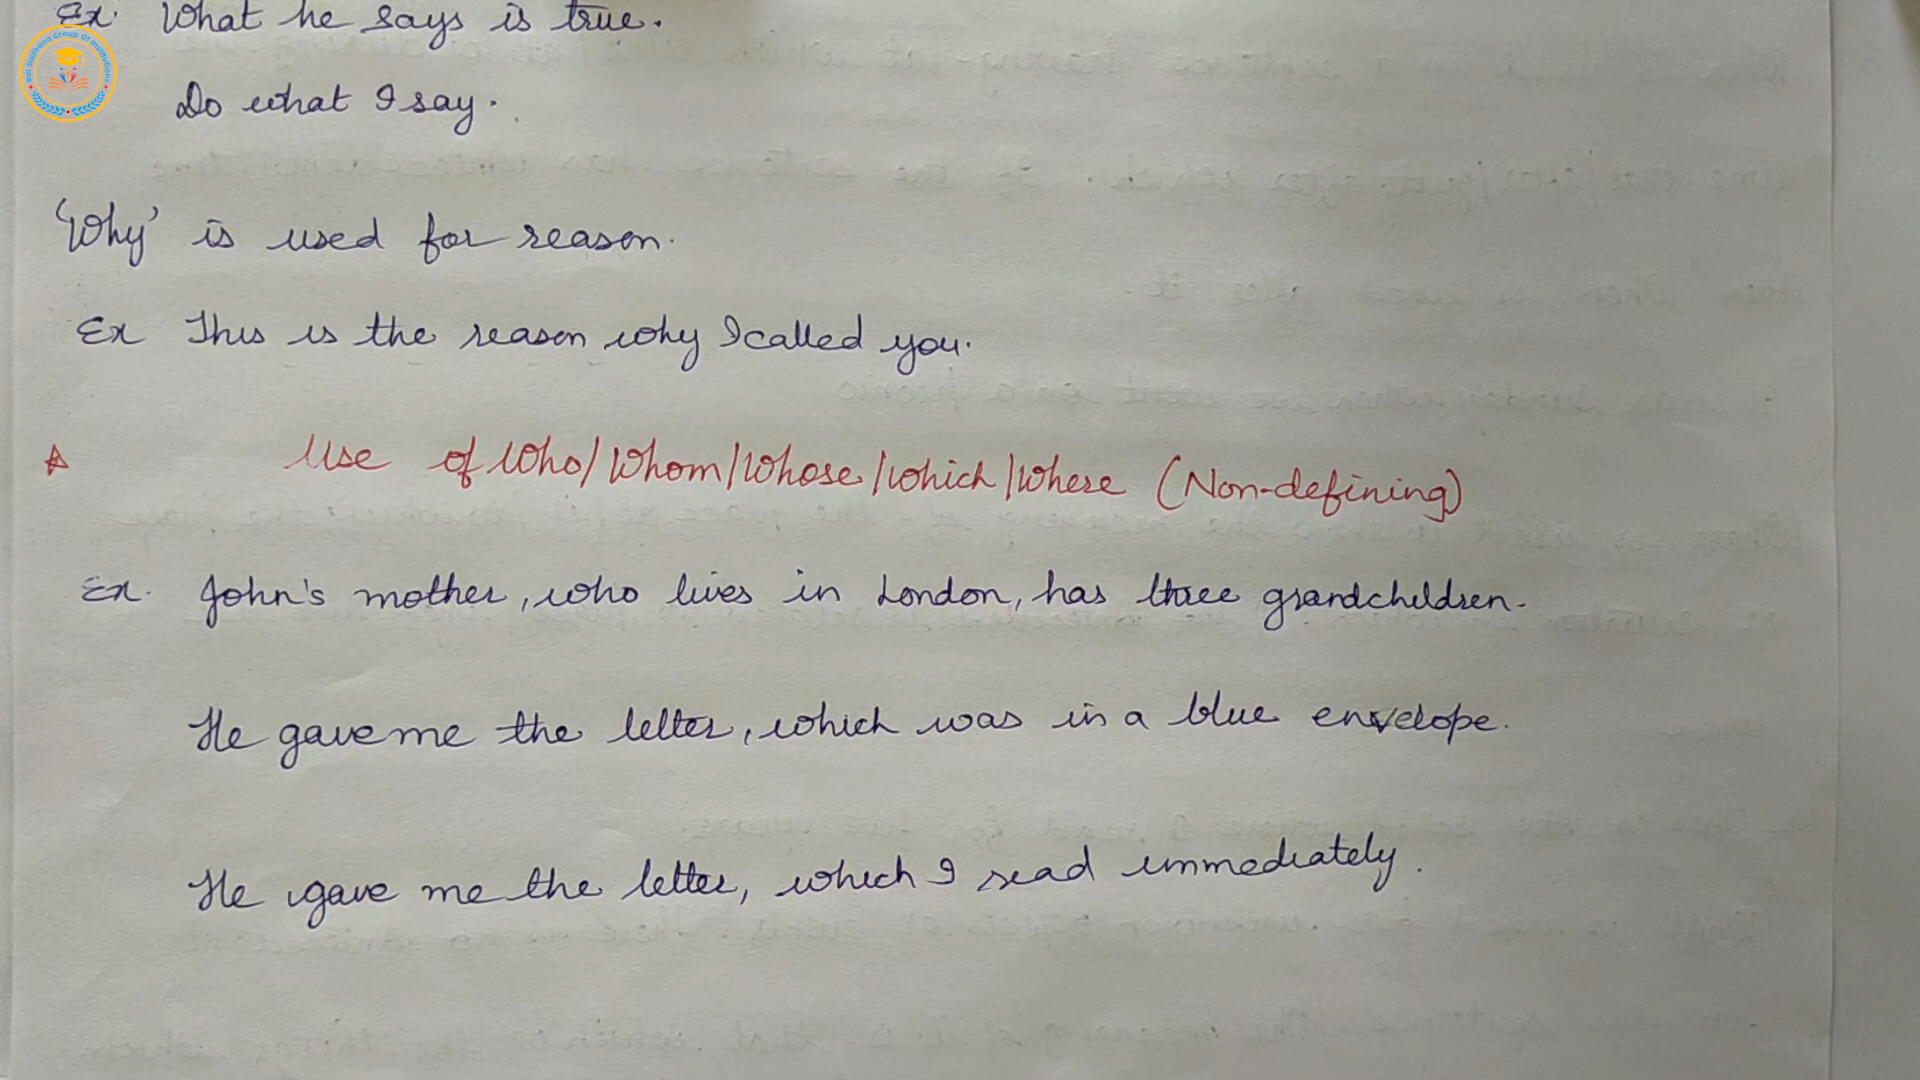 Ex. What he says is true.
Do what I say.
'Why' is used for reason.
Ex This is the reason why I called you.
Use of Who/Whom/Whose/Which/Where (Non-defining)
Ex. John's mother, who lives in London, has three grandchildren.
He gave me the letter, which was in a blue envelope.
He gave me the letter, which I read immediately.